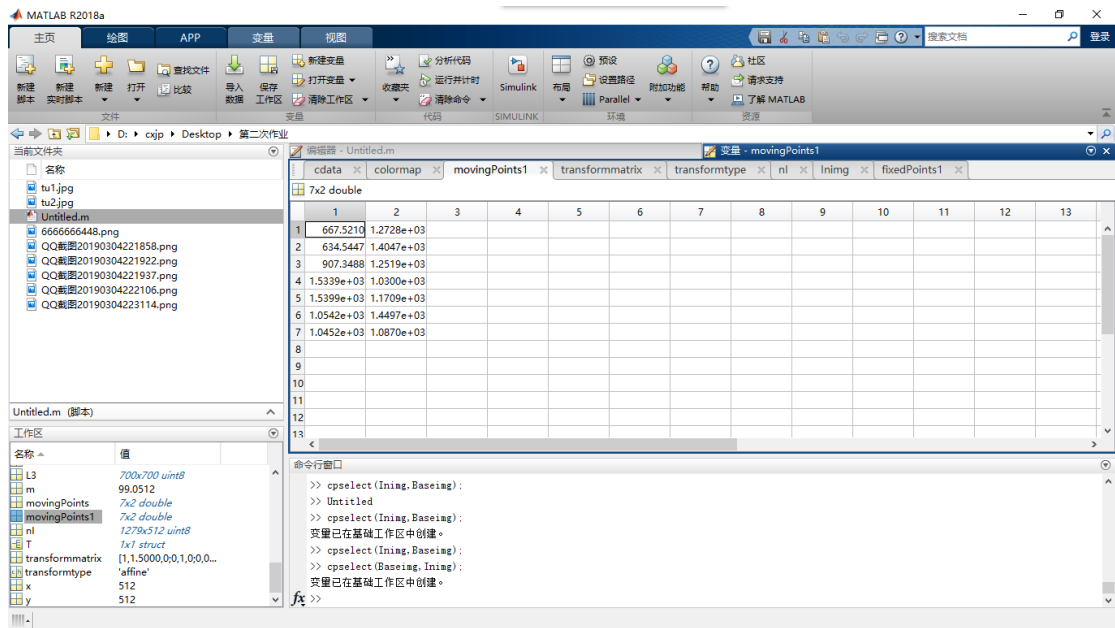 MATLAB R2018a
主页 绘图 APP 变量 视图 搜索文档 登录
新建脚本 新建实时脚本 新建 打开 查找文件 比较 导入数据 保存工作区 新建变量 打开变量 清除工作区 收藏夹 分析代码 运行并计时 清除命令 Simulink 布局 预设 设置路径 Parallel 附加功能 帮助 社区 请求支持 了解 MATLAB
文件 变量 代码 SIMULINK 环境 资源
D: cxjp Desktop 第二次作业
当前文件夹
名称
tu1.jpg
tu2.jpg
Untitled.m
6666666448.png
QQ截图20190304221858.png
QQ截图20190304221922.png
QQ截图20190304221937.png
QQ截图20190304222106.png
QQ截图20190304223114.png
Untitled.m (脚本)
工作区
名称 值
L3 700x700 uint8
m 99.0512
movingPoints 7x2 double
movingPoints1 7x2 double
nl 1279x512 uint8
T 1x1 struct
transformmatrix [1,1.5000,0;0,1,0;0,0...
transformtype 'affine'
x 512
y 512
编辑器 - Untitled.m 变量 - movingPoints1
cdata colormap movingPoints1 transformmatrix transformtype nl Inimg fixedPoints1
7x2 double
1 2 3 4 5 6 7 8 9 10 11 12 13
1 667.5210 1.2728e+03
2 634.5447 1.4047e+03
3 907.3488 1.2519e+03
4 1.5339e+03 1.0300e+03
5 1.5399e+03 1.1709e+03
6 1.0542e+03 1.4497e+03
7 1.0452e+03 1.0870e+03
8
9
10
11
12
13
命令行窗口
>> cpselect(Inimg,Baseimg);
>> Untitled
>> cpselect(Inimg,Baseimg);
变量已在基础工作区中创建。
>> cpselect(Inimg,Baseimg);
>> cpselect(Baseimg,Inimg);
变量已在基础工作区中创建。
fx >>